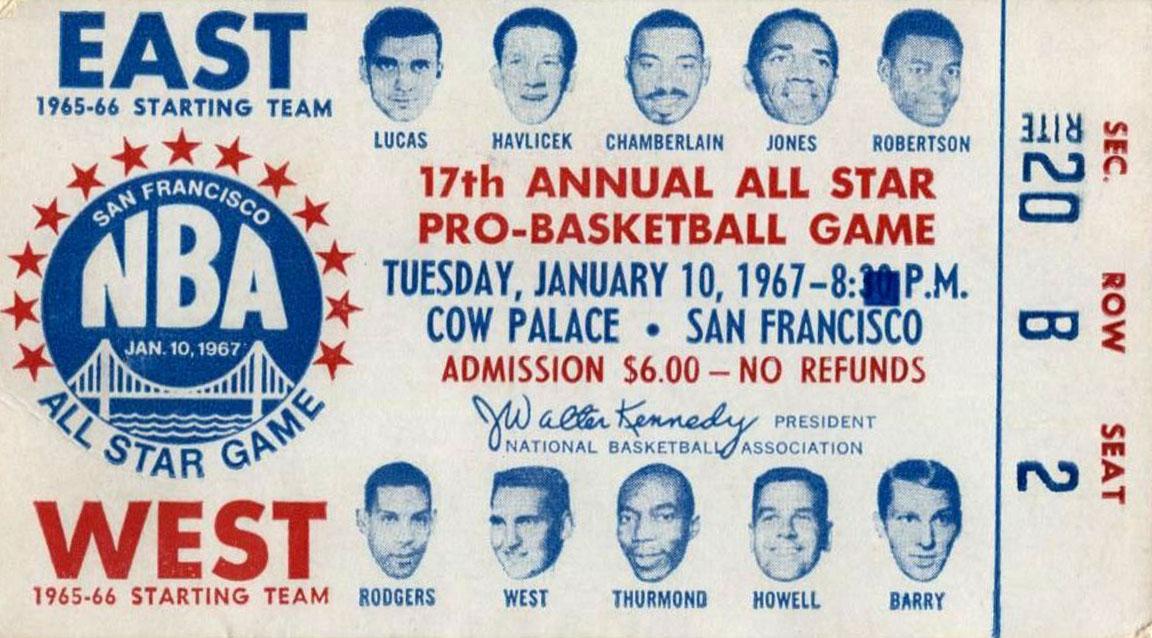 EAST
1965-66 STARTING TEAM
LUCAS HAVLICEK CHAMBERLAIN JONES ROBERTSON
17th ANNUAL ALL STAR
PRO-BASKETBALL GAME
TUESDAY, JANUARY 10, 1967–8:30 P.M.
COW PALACE • SAN FRANCISCO
ADMISSION $6.00 – NO REFUNDS
J Walter Kennedy PRESIDENT
NATIONAL BASKETBALL ASSOCIATION
SAN FRANCISCO
NBA
JAN. 10, 1967
ALL STAR GAME
WEST
1965-66 STARTING TEAM
RODGERS WEST THURMOND HOWELL BARRY
SEC. ROW SEAT
RITE
20 B 2